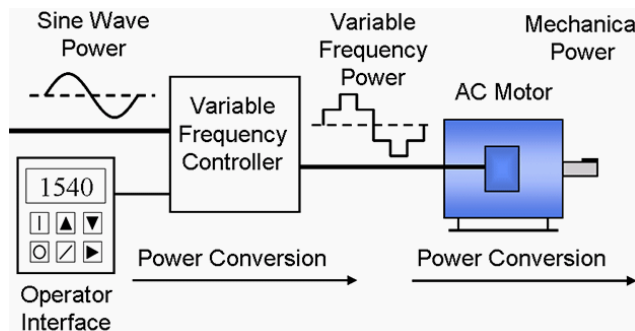 Sine Wave
Power
Variable
Frequency
Power
Mechanical
Power
AC Motor
Variable
Frequency
Controller
1540
Operator
Interface
Power Conversion
Power Conversion